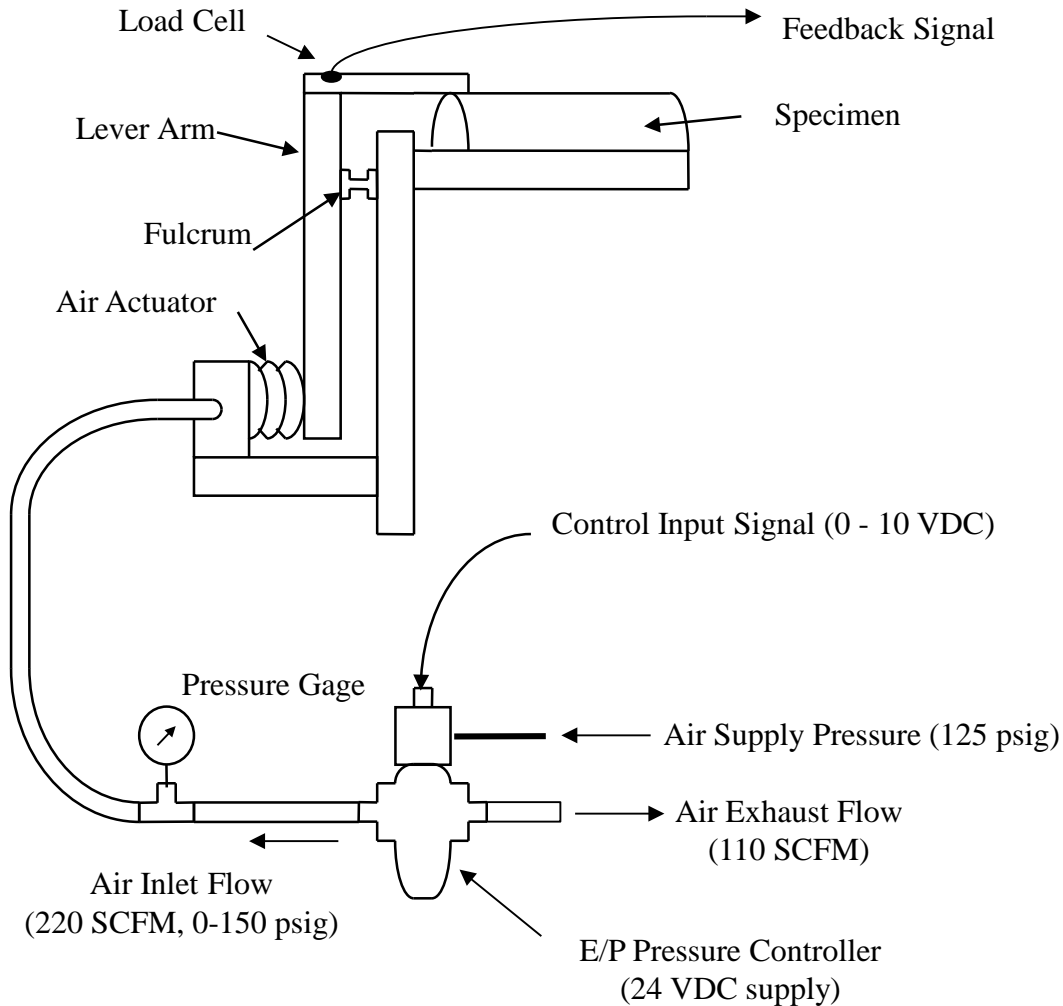 Load Cell
Feedback Signal
Lever Arm
Specimen
Fulcrum
Air Actuator
Control Input Signal (0 - 10 VDC)
Pressure Gage
Air Supply Pressure (125 psig)
Air Exhaust Flow
(110 SCFM)
Air Inlet Flow
(220 SCFM, 0-150 psig)
E/P Pressure Controller
(24 VDC supply)